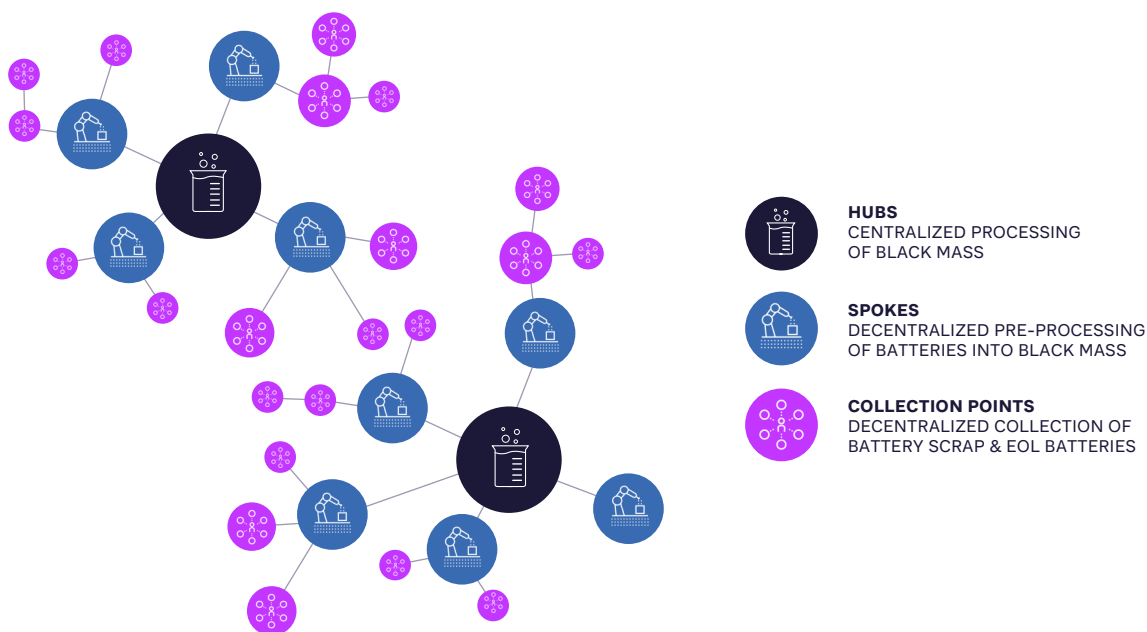 HUBS
CENTRALIZED PROCESSING
OF BLACK MASS
SPOKES
DECENTRALIZED PRE-PROCESSING
OF BATTERIES INTO BLACK MASS
COLLECTION POINTS
DECENTRALIZED COLLECTION OF
BATTERY SCRAP & EOL BATTERIES